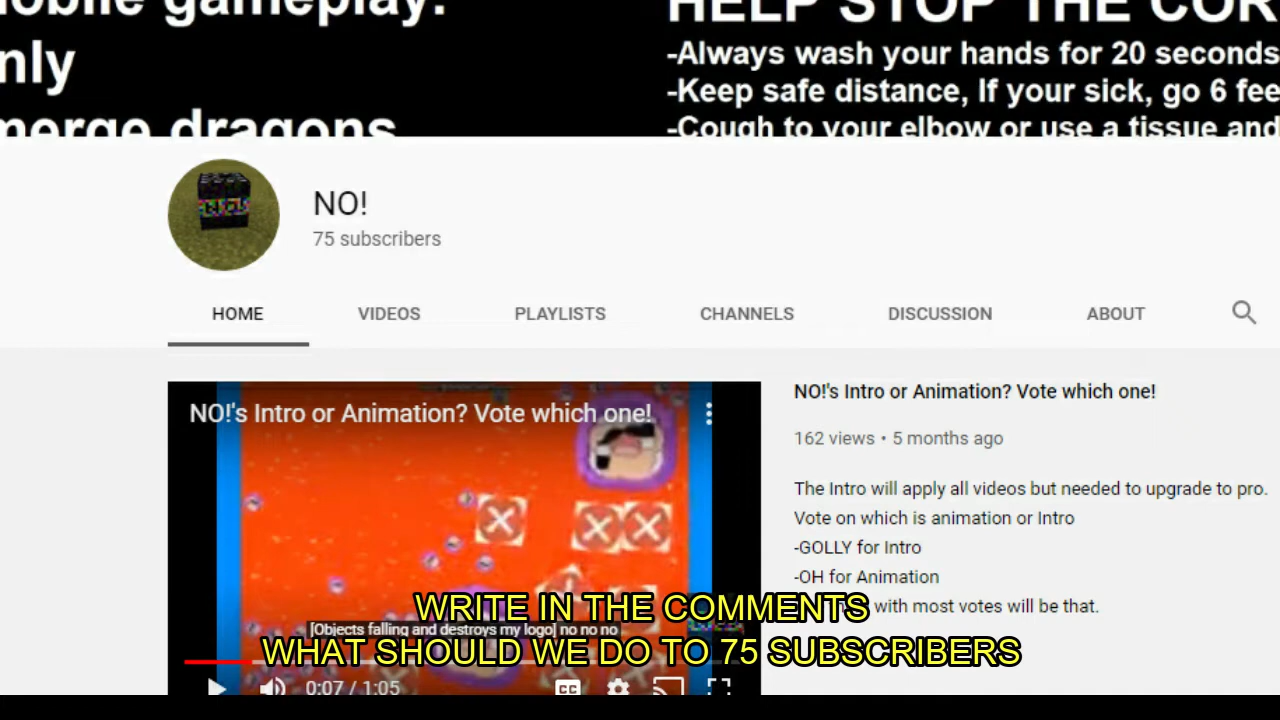 mobile gameplay:
nly
merge dragons
HELP STOP THE COR
-Always wash your hands for 20 seconds
-Keep safe distance, If your sick, go 6 fee
-Cough to your elbow or use a tissue and
NO!
75 subscribers
HOME VIDEOS PLAYLISTS CHANNELS DISCUSSION ABOUT
NO!'s Intro or Animation? Vote which one!
NO!'s Intro or Animation? Vote which one!
162 views • 5 months ago
The Intro will apply all videos but needed to upgrade to pro.
Vote on which is animation or Intro
-GOLLY for Intro
-OH for Animation
with most votes will be that.
[Objects falling and destroys my logo] no no no
WRITE IN THE COMMENTS
WHAT SHOULD WE DO TO 75 SUBSCRIBERS
0:07 / 1:05
CC